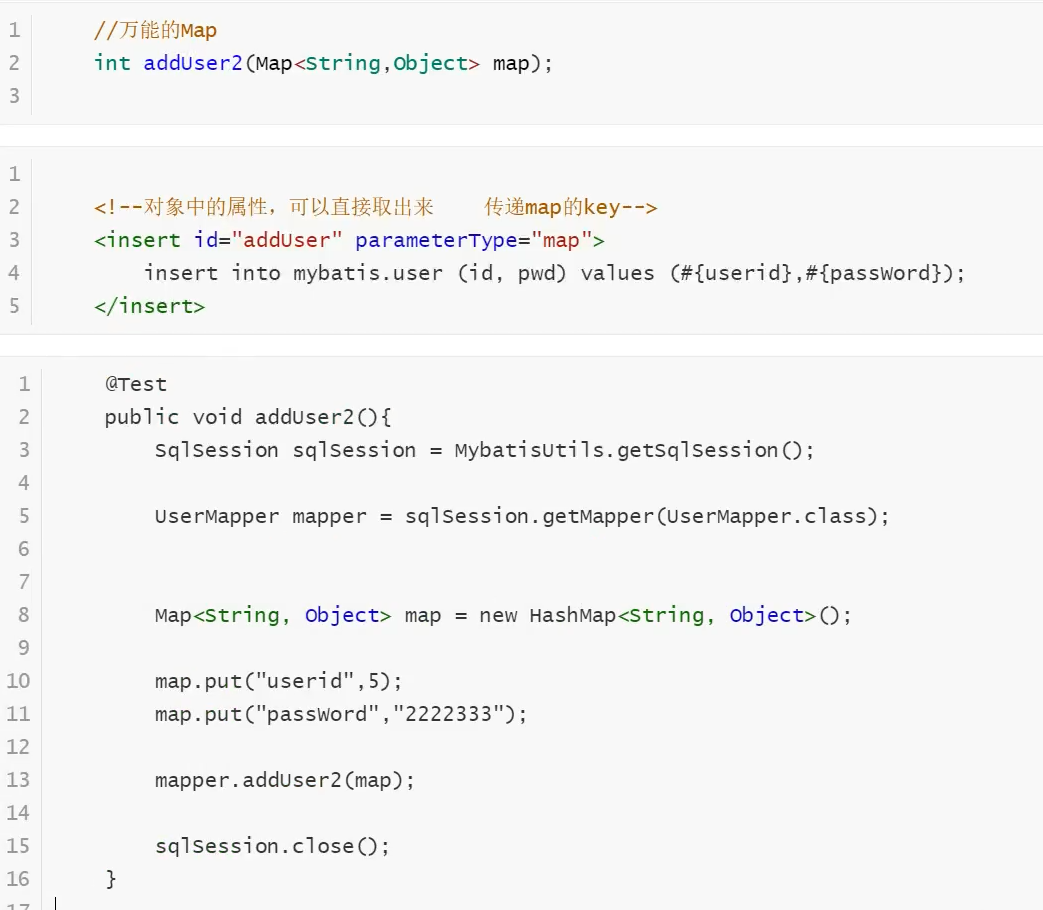 1 //万能的Map
2 int addUser2(Map<String,Object> map);
3
1
2 <!--对象中的属性，可以直接取出来    传递map的key-->
3 <insert id="addUser" parameterType="map">
4     insert into mybatis.user (id, pwd) values (#{userid},#{passWord});
5 </insert>
1 @Test
2 public void addUser2(){
3     SqlSession sqlSession = MybatisUtils.getSqlSession();
4
5     UserMapper mapper = sqlSession.getMapper(UserMapper.class);
6
7
8     Map<String, Object> map = new HashMap<String, Object>();
9
10     map.put("userid",5);
11     map.put("passWord","2222333");
12
13     mapper.addUser2(map);
14
15     sqlSession.close();
16 }
17